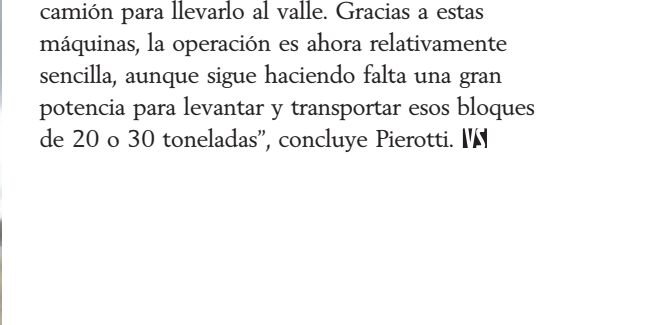 camión para llevarlo al valle. Gracias a estas
máquinas, la operación es ahora relativamente
sencilla, aunque sigue haciendo falta una gran
potencia para levantar y transportar esos bloques
de 20 o 30 toneladas”, concluye Pierotti. VS